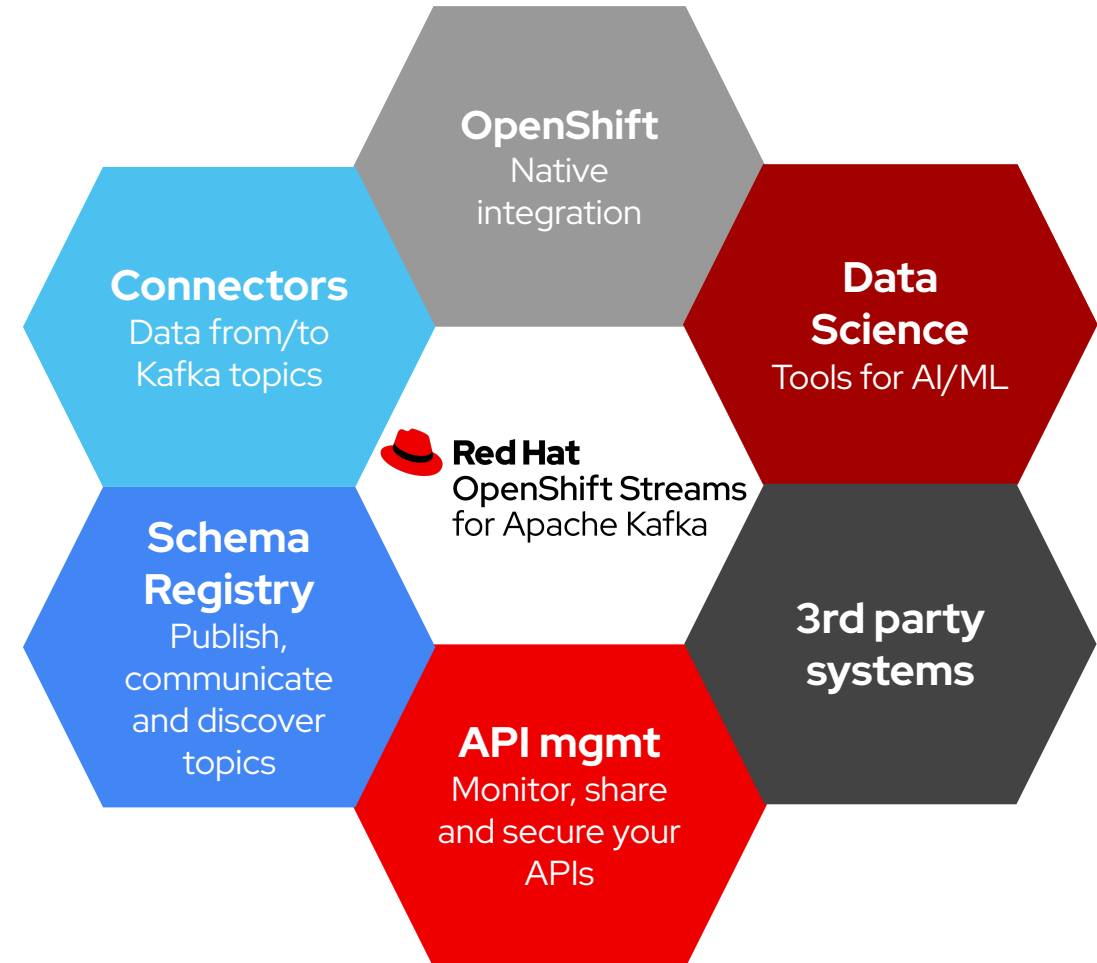 OpenShift
Native
integration
Connectors
Data from/to
Kafka topics
Data
Science
Tools for AI/ML
Red Hat
OpenShift Streams
for Apache Kafka
Schema
Registry
Publish,
communicate
and discover
topics
3rd party
systems
API mgmt
Monitor, share
and secure your
APIs